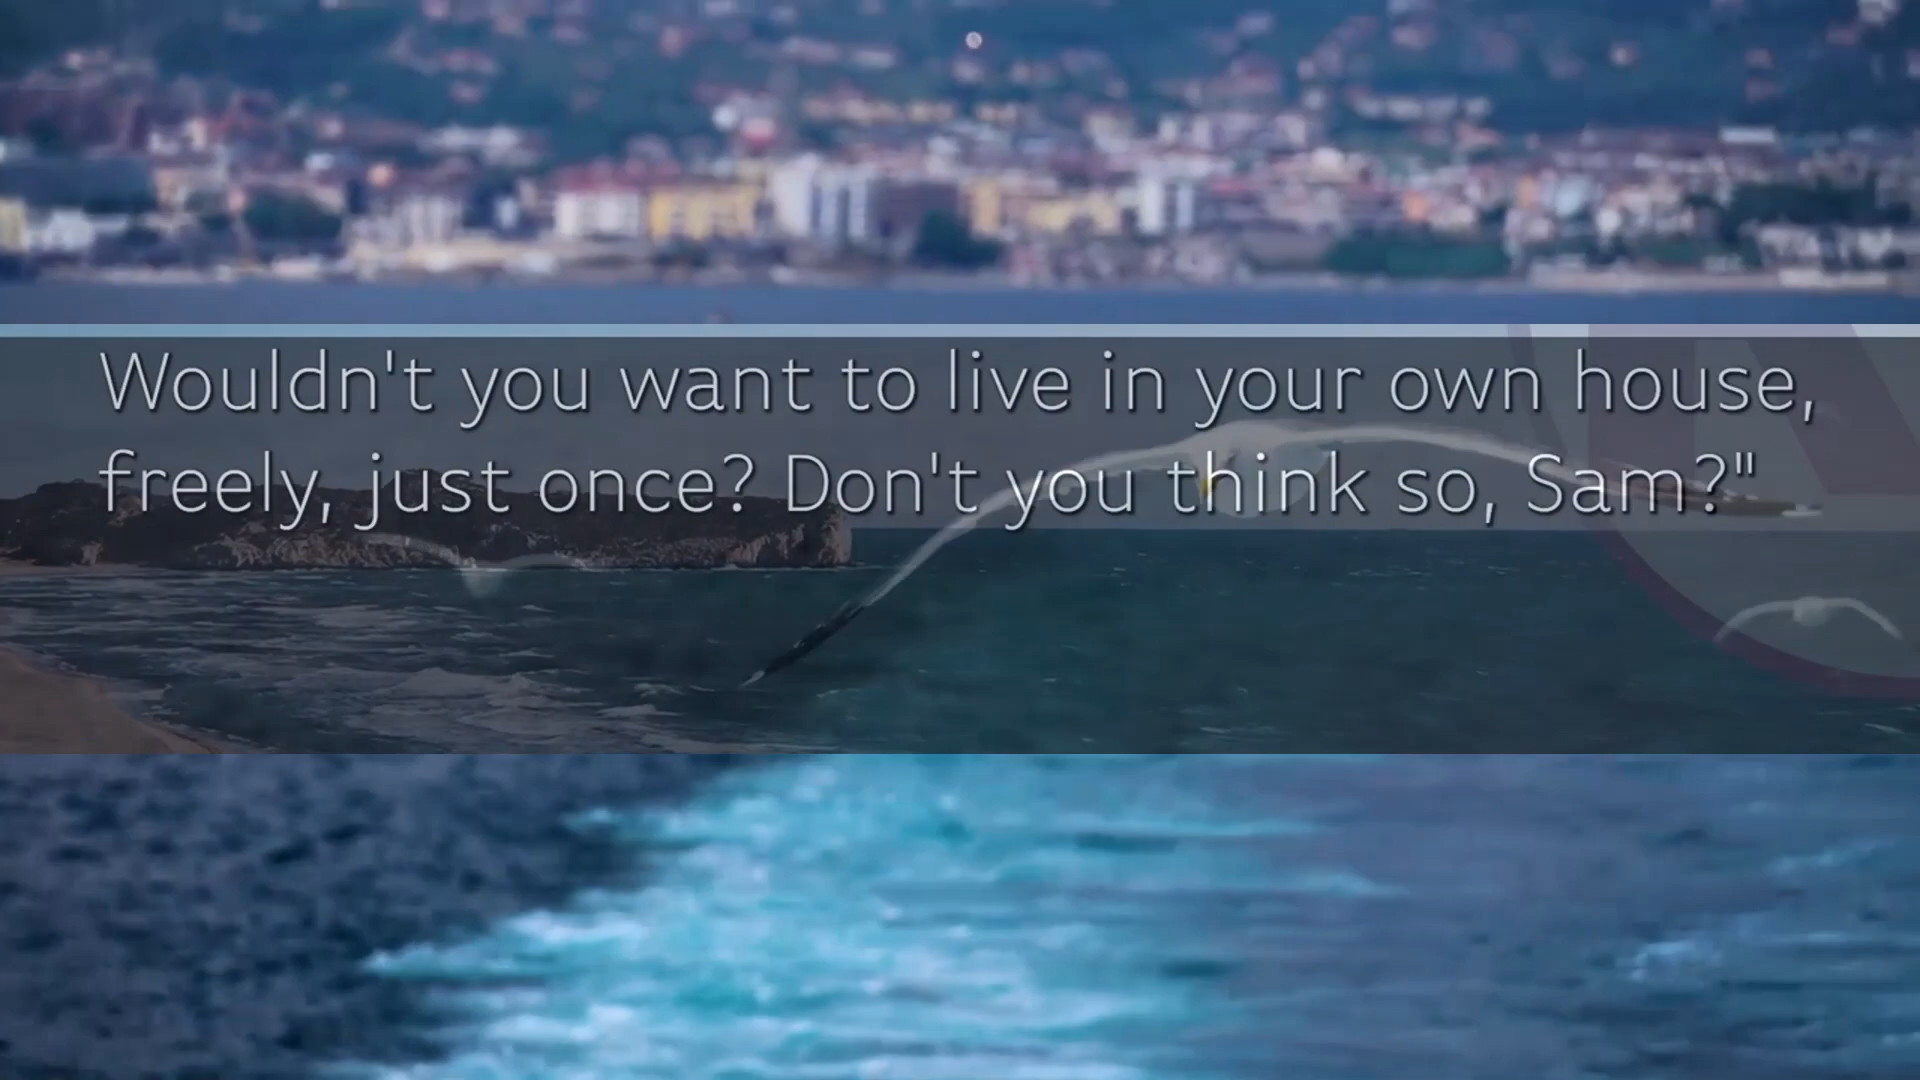 Wouldn't you want to live in your own house,
freely, just once? Don't you think so, Sam?"